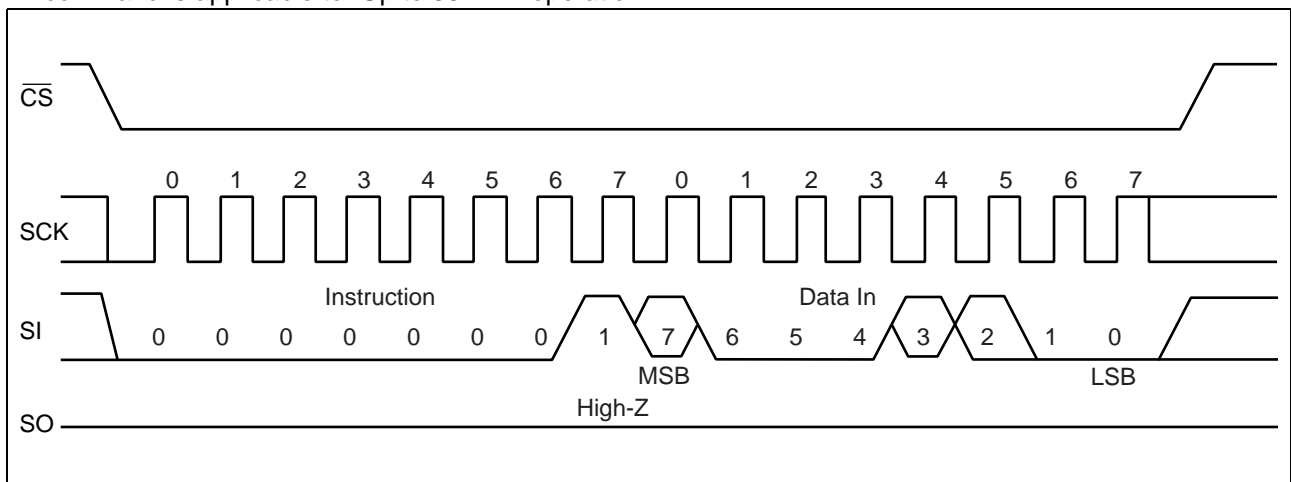 CS
0 1 2 3 4 5 6 7 0 1 2 3 4 5 6 7
SCK
Instruction Data In
SI
0 0 0 0 0 0 0 1 7 6 5 4 3 2 1 0
MSB LSB
High-Z
SO